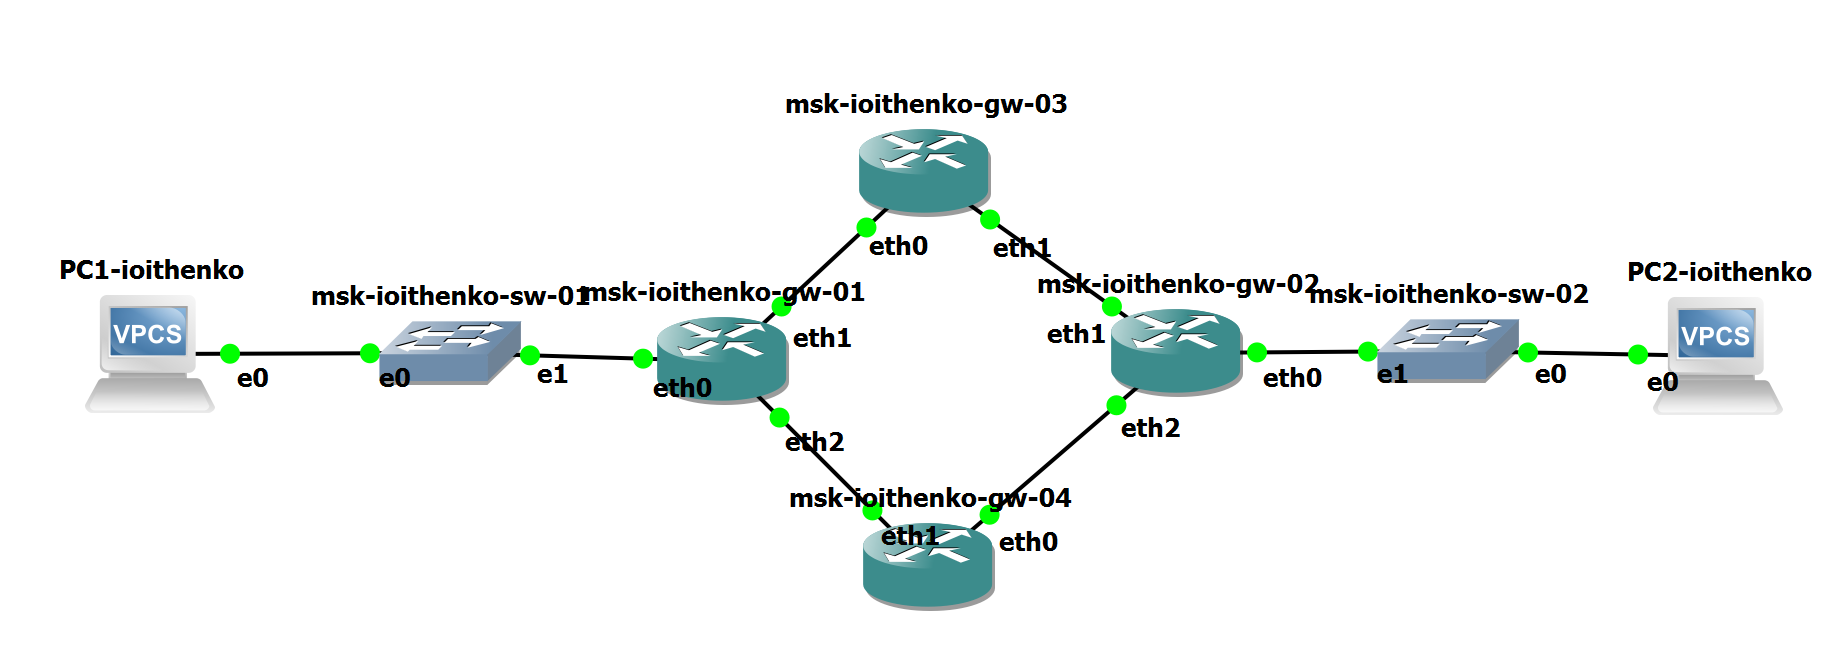 msk-ioithenko-gw-03
eth0
eth1
PC1-ioithenko
VPCS
e0
msk-ioithenko-sw-01
e0
e1
msk-ioithenko-gw-01
eth1
eth0
eth2
msk-ioithenko-gw-02
eth1
eth0
eth2
msk-ioithenko-sw-02
e1
e0
PC2-ioithenko
VPCS
e0
msk-ioithenko-gw-04
eth1
eth0